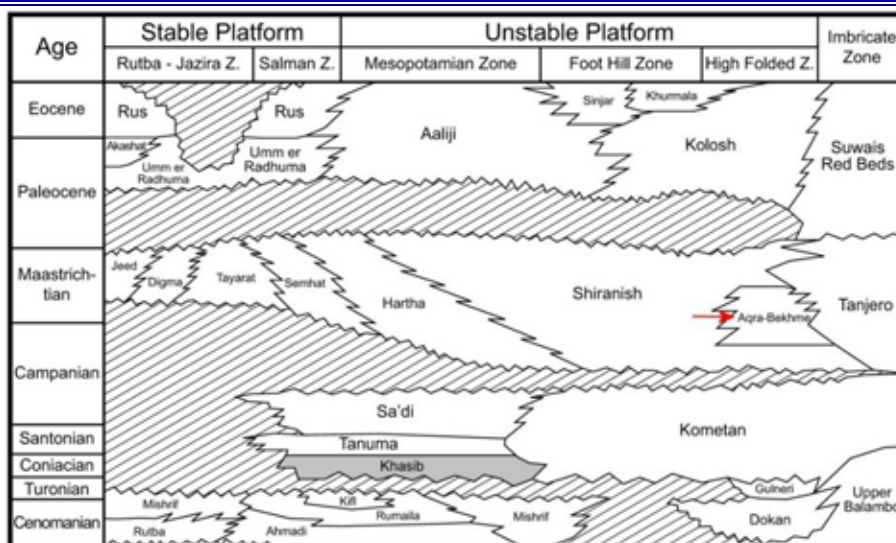 Age
Stable Platform
Unstable Platform
Imbricate
Zone
Rutba - Jazira Z.
Salman Z.
Mesopotamian Zone
Foot Hill Zone
High Folded Z.
Eocene
Rus
Rus
Aaliji
Sinjar
Khurmala
Kolosh
Suwais
Red Beds
Paleocene
Akashat
Umm er
Radhuma
Umm er
Radhuma
Maastrich-
tian
Jeed
Digma
Tayarat
Semhat
Hartha
Shiranish
Aqra-Bekhme
Tanjero
Campanian
Sa'di
Kometan
Santonian
Tanuma
Coniacian
Khasib
Turonian
Gulneri
Upper
Balambo
Cenomanian
Mishrif
Rutba
Ahmadi
Kifl
Rumaila
Mishrif
Dokan